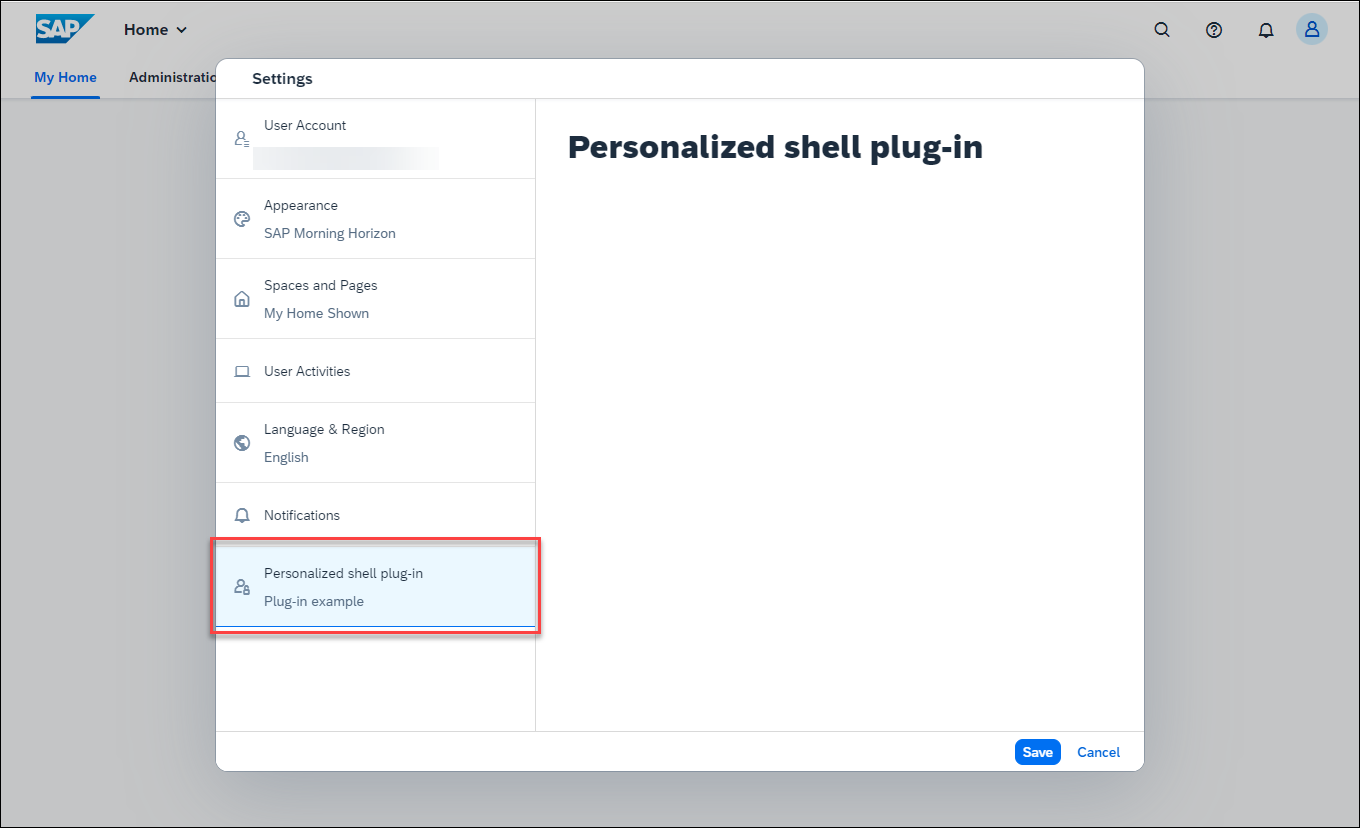 SAP
Home
My Home
Administratio
Settings
User Account
Appearance
SAP Morning Horizon
Spaces and Pages
My Home Shown
User Activities
Language & Region
English
Notifications
Personalized shell plug-in
Plug-in example
Personalized shell plug-in
Save
Cancel